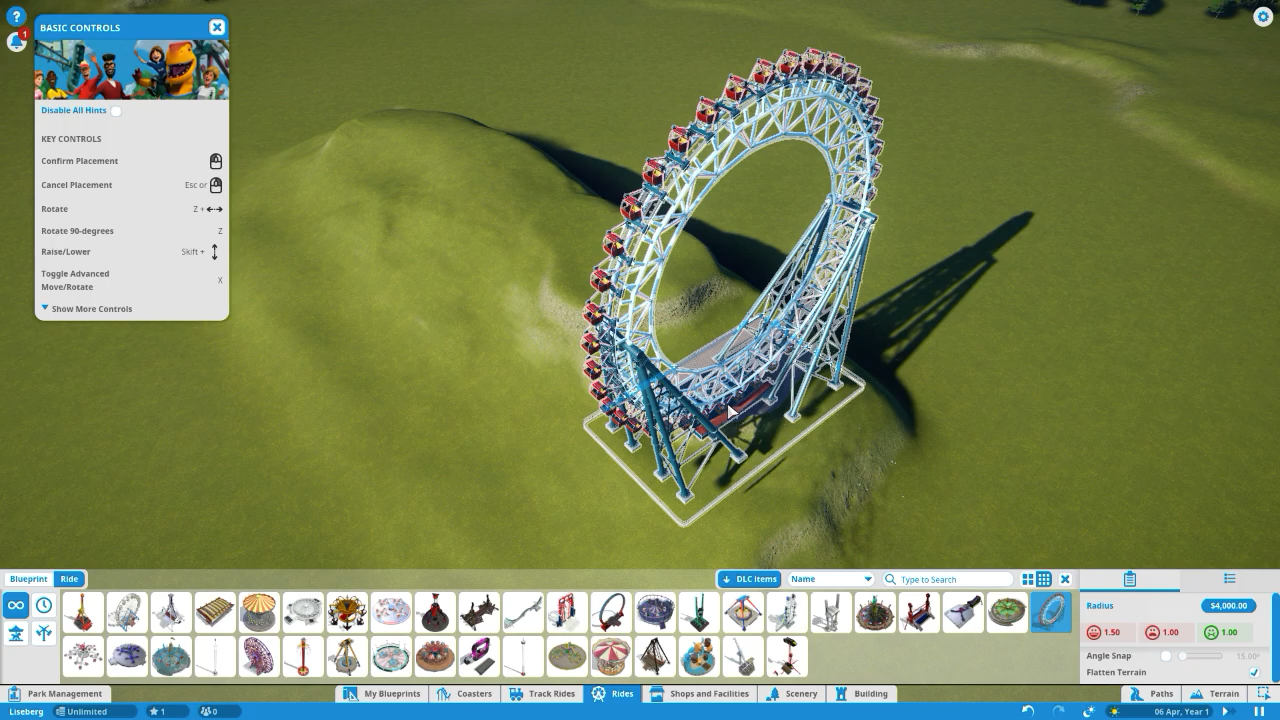 ?
1
BASIC CONTROLS
Disable All Hints
KEY CONTROLS
Confirm Placement
Cancel Placement Esc or
Rotate Z +
Rotate 90-degrees Z
Raise/Lower Skift +
Toggle Advanced
Move/Rotate X
Show More Controls
Blueprint Ride
DLC Items Name Type to Search
Radius $4,000.00
1.50 1.00 1.00
Angle Snap 15.00°
Flatten Terrain
Park Management My Blueprints Coasters Track Rides Rides Shops and Facilities Scenery Building Paths Terrain
Liseberg Unlimited 1 0 06 Apr, Year 1